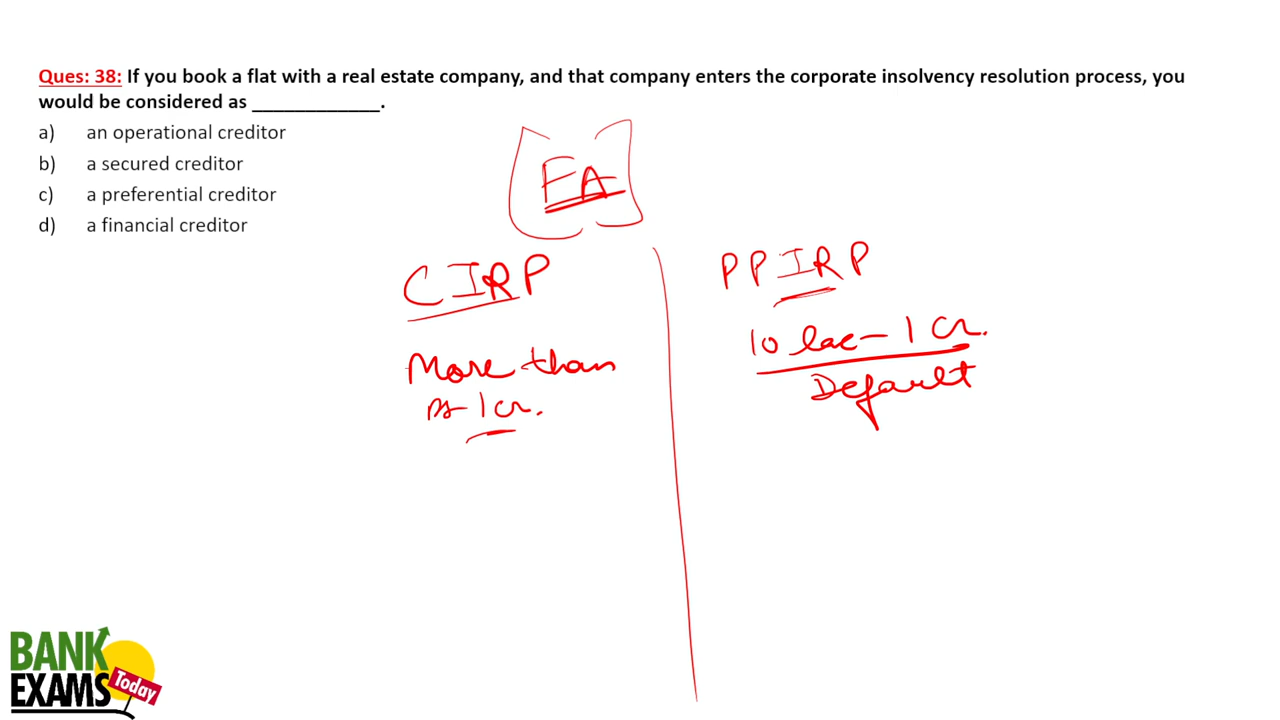 Ques: 38: If you book a flat with a real estate company, and that company enters the corporate insolvency resolution process, you
would be considered as ____________.
a) an operational creditor
b) a secured creditor
c) a preferential creditor
d) a financial creditor
FA
CIRP
More than
1 Cr.
PPIRP
10 lac - 1 Cr.
Default
BANK
EXAMS
Today